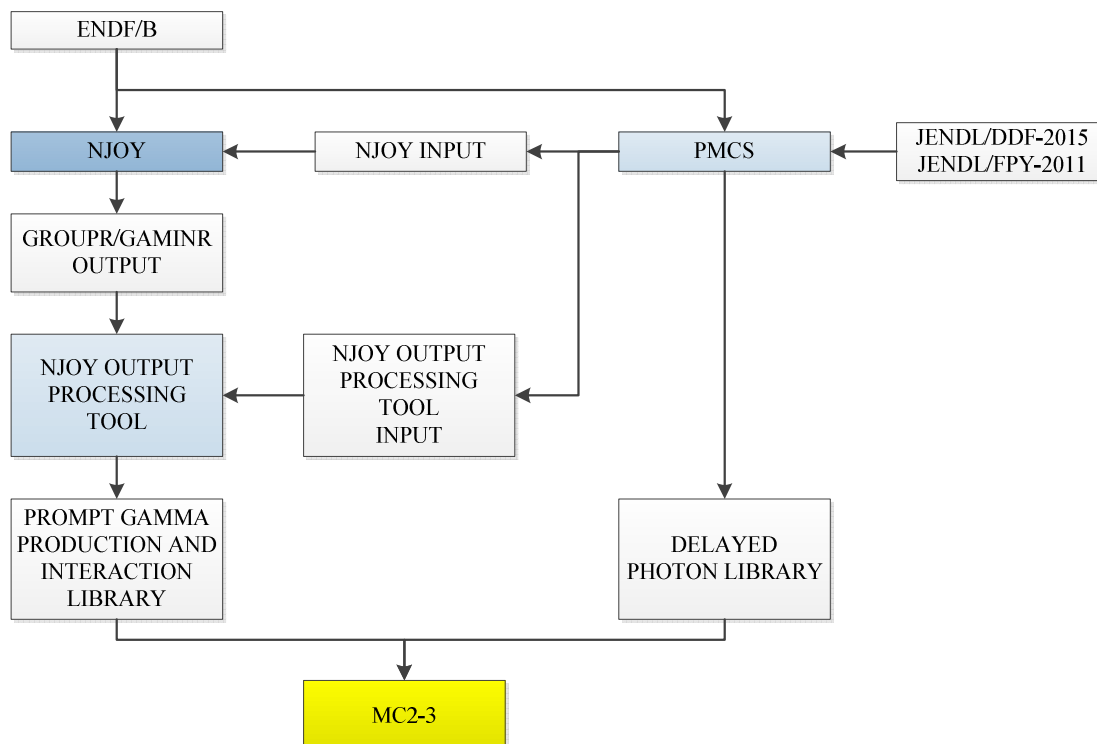 ENDF/B
NJOY
NJOY INPUT
PMCS
JENDL/DDF-2015
JENDL/FPY-2011
GROUPR/GAMINR
OUTPUT
NJOY OUTPUT
PROCESSING
TOOL
NJOY OUTPUT
PROCESSING
TOOL
INPUT
PROMPT GAMMA
PRODUCTION AND
INTERACTION
LIBRARY
DELAYED
PHOTON LIBRARY
MC2-3